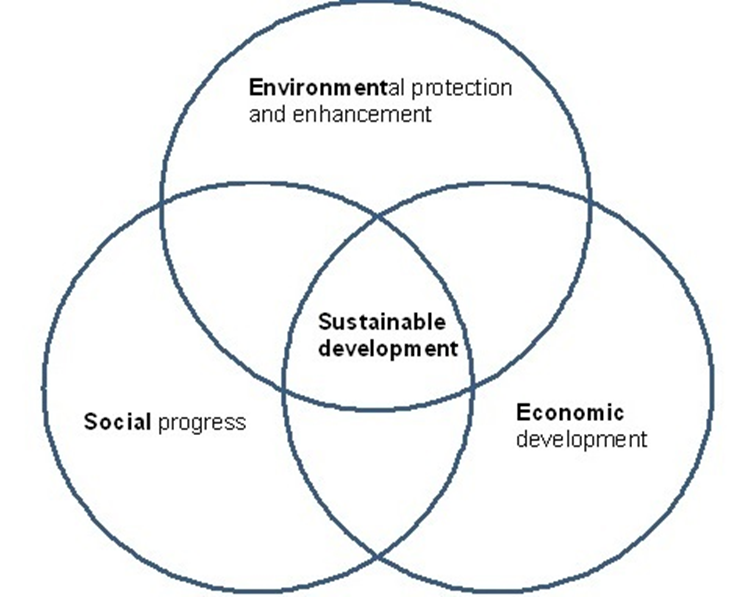 Environmental protection
and enhancement
Sustainable
development
Social progress
Economic
development